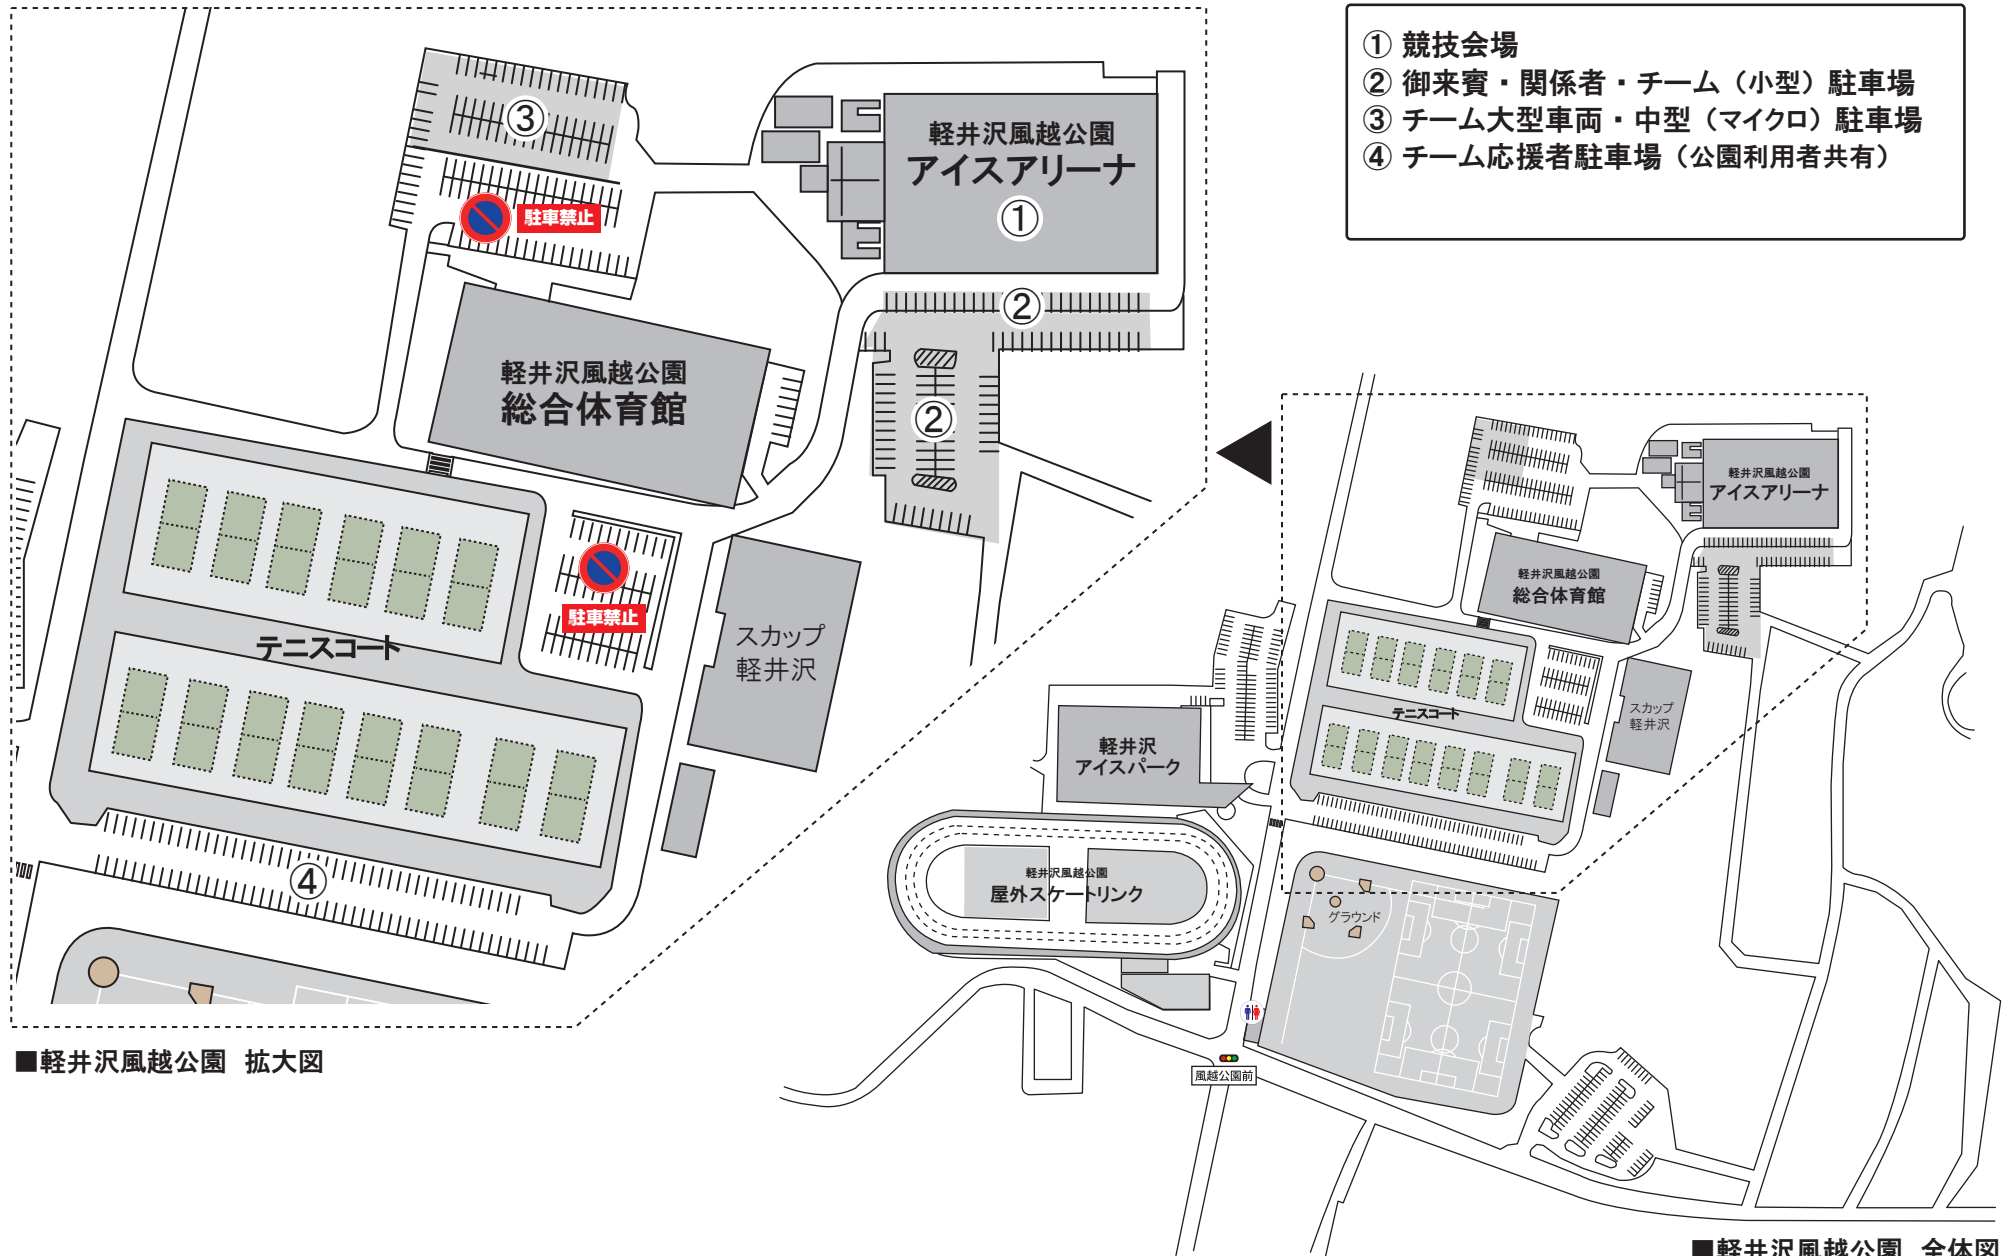 ① 競技会場
② 御来賓・関係者・チーム（小型）駐車場
③ チーム大型車両・中型（マイクロ）駐車場
④ チーム応援者駐車場（公園利用者共有）
③
駐車禁止
軽井沢風越公園
アイスアリーナ
①
②
②
軽井沢風越公園
総合体育館
駐車禁止
テニスコート
スカップ
軽井沢
④
■軽井沢風越公園 拡大図
軽井沢風越公園
アイスアリーナ
軽井沢風越公園
総合体育館
テニスコート
スカップ
軽井沢
軽井沢
アイスパーク
軽井沢風越公園
屋外スケートリンク
グラウンド
風越公園前
■軽井沢風越公園 全体図